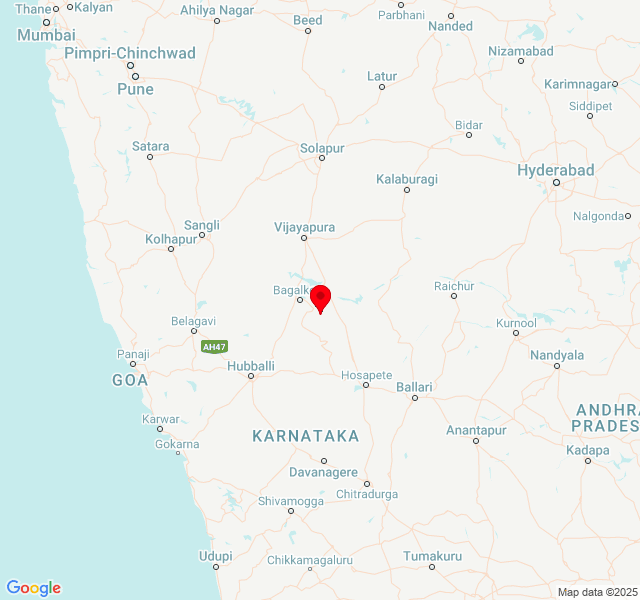 Thane
Kalyan
Ahilya Nagar
Beed
Parbhani
Nanded
Mumbai
Pimpri-Chinchwad
Nizamabad
Pune
Latur
Karimnagar
Siddipet
Bidar
Satara
Solapur
Hyderabad
Kalaburagi
Nalgonda
Sangli
Vijayapura
Kolhapur
Bagalk
Raichur
Belagavi
Kurnool
AH47
Panaji
Nandyala
GOA
Hubballi
Hosapete
Ballari
ANDHRA
PRADES
Karwar
Gokarna
KARNATAKA
Anantapur
Kadapa
Davanagere
Chitradurga
Shivamogga
Udupi
Chikkamagaluru
Tumakuru
Google
Map data ©2025